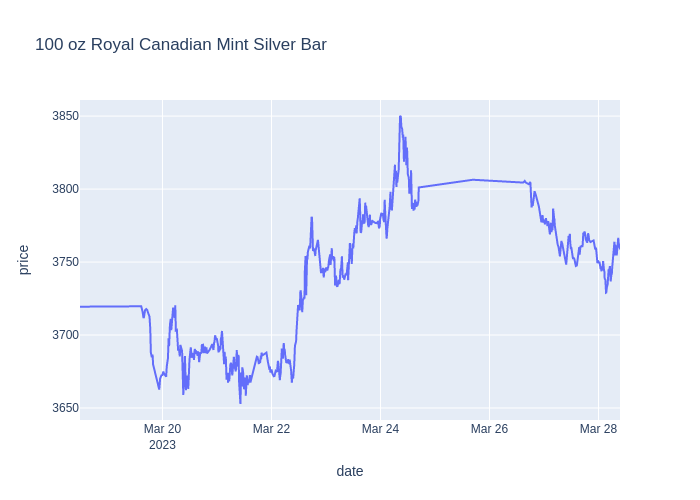 100 oz Royal Canadian Mint Silver Bar
price
3850
3800
3750
3700
3650
Mar 20
2023
Mar 22
Mar 24
Mar 26
Mar 28
date